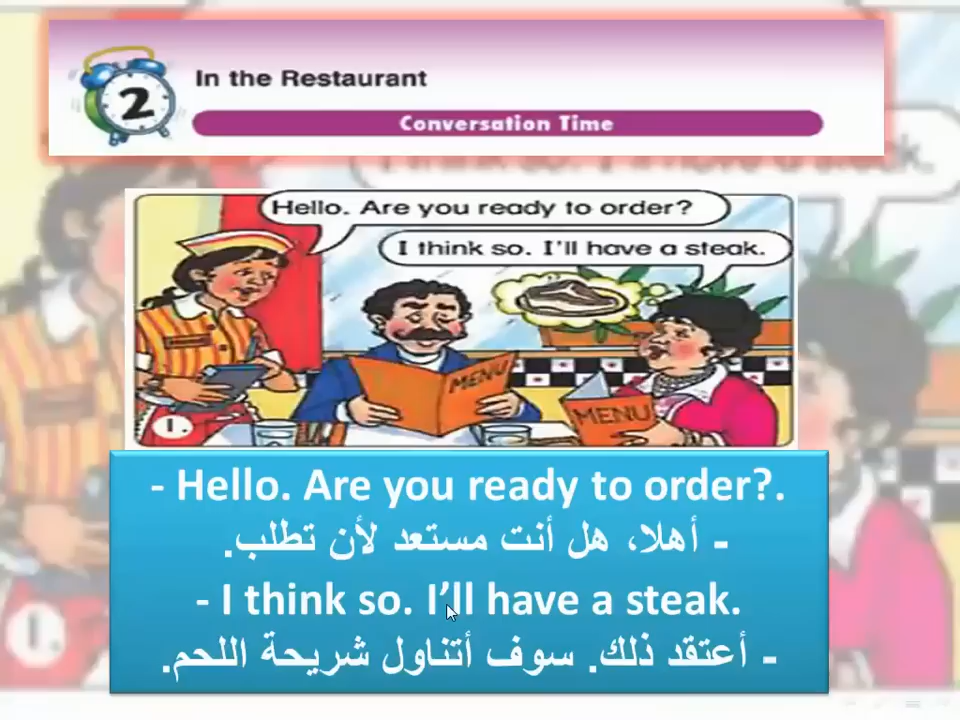 2
In the Restaurant
Conversation Time
Hello. Are you ready to order?
I think so. I'll have a steak.
MENU
MENU
1.
- Hello. Are you ready to order?.
- أهلا، هل أنت مستعد لأن تطلب.
- I think so. I'll have a steak.
- أعتقد ذلك. سوف أتناول شريحة اللحم.
1.